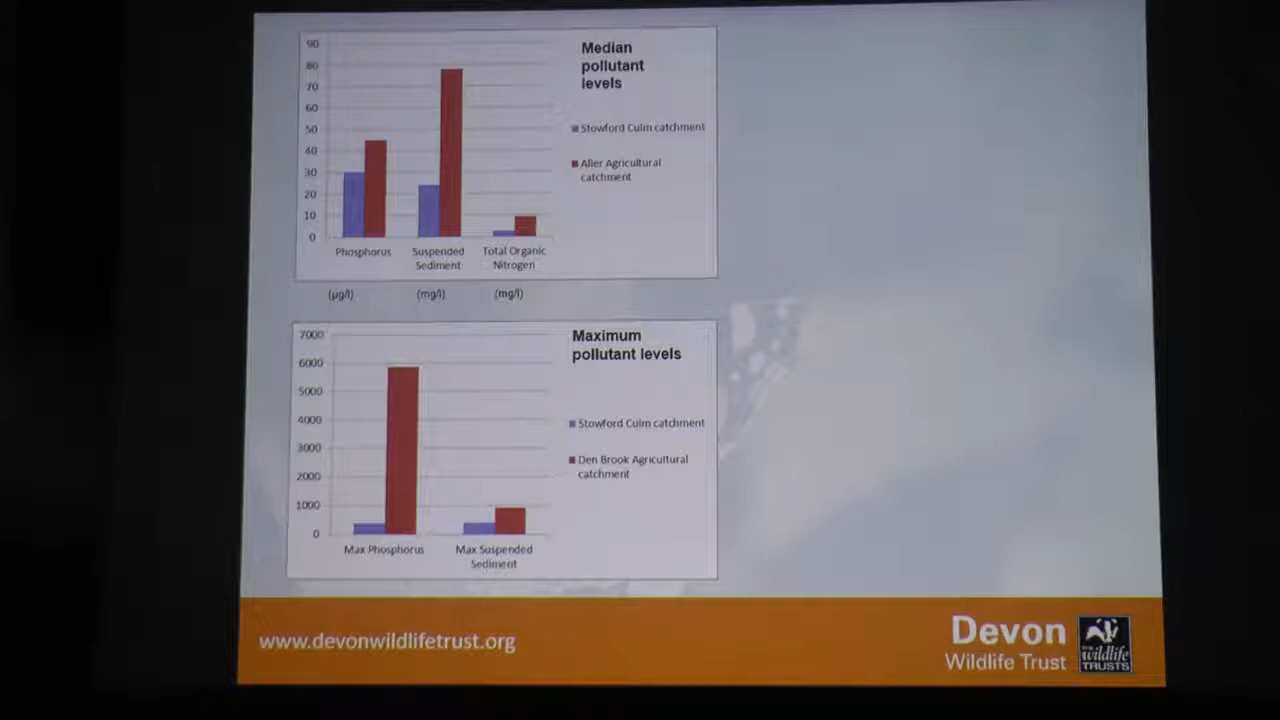 Median
pollutant
levels
90
80
70
60
50
40
30
20
10
0
Stowford Culm catchment
Aller Agricultural
catchment
Phosphorus
Suspended
Sediment
Total Organic
Nitrogen
(µg/l)
(mg/l)
(mg/l)
Maximum
pollutant levels
7000
6000
5000
4000
3000
2000
1000
0
Stowford Culm catchment
Den Brook Agricultural
catchment
Max Phosphorus
Max Suspended
Sediment
www.devonwildlifetrust.org
Devon
Wildlife Trust
wildlife
TRUSTS